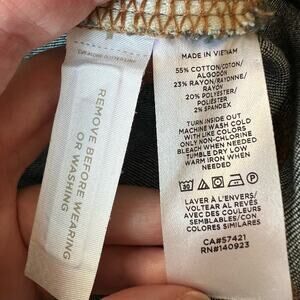 REMOVE BEFORE WEARING
OR WASHING
MADE IN VIETNAM
55% COTTON/COTON/
ALGODON
23% RAYON/RAYONNE/
RAYON
20% POLYESTER/
POLIESTER
2% SPANDEX
TURN INSIDE OUT
MACHINE WASH COLD
WITH LIKE COLORS
ONLY NON-CHLORINE
BLEACH WHEN NEEDED
TUMBLE DRY LOW
WARM IRON WHEN
NEEDED
30
LAVER À L'ENVERS/
VOLTEAR AL REVÉS
AVEC DES COULEURS
SEMBLABLES/CON
COLORES SIMILARES
CA#57421
RN#140923